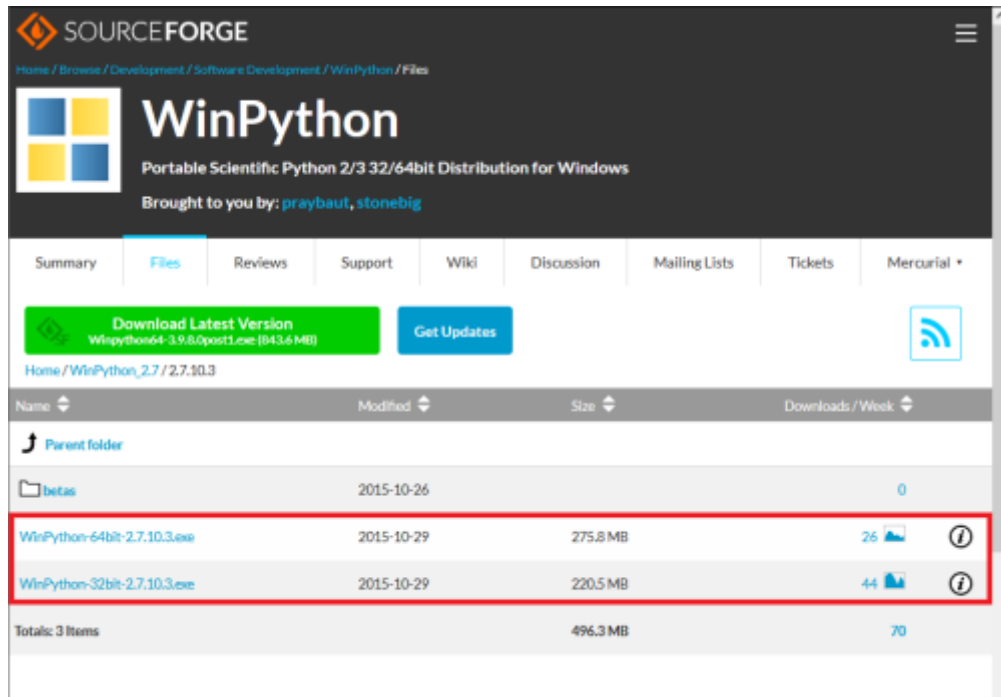 SOURCEFORGE
Home / Browse / Development / Software Development / WinPython / Files
WinPython
Portable Scientific Python 2/3 32/64bit Distribution for Windows
Brought to you by: praybaut, stonebig
Summary Files Reviews Support Wiki Discussion Mailing Lists Tickets Mercurial
Download Latest Version
Winpython64-3.9.8.0post1.exe (843.6 MB)
Get Updates
Home / WinPython_2.7 / 2.7.10.3
Name Modified Size Downloads / Week
Parent folder
betas 2015-10-26 0
WinPython-64bit-2.7.10.3.exe 2015-10-29 275.8 MB 26 i
WinPython-32bit-2.7.10.3.exe 2015-10-29 220.5 MB 44 i
Totals: 3 Items 496.3 MB 70